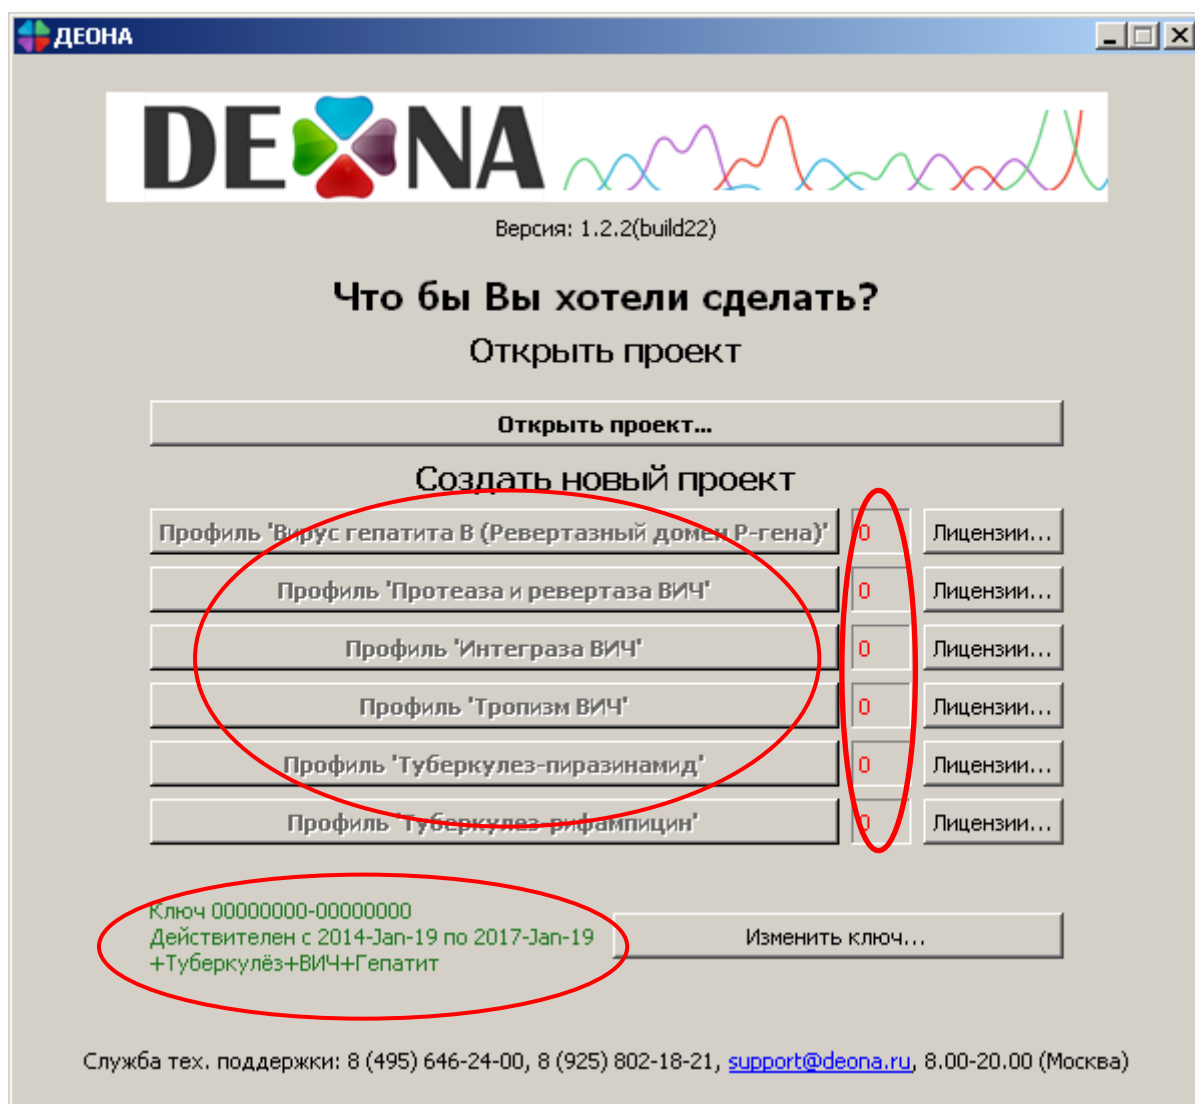 ДЕОНА
DEONA
Версия: 1.2.2(build22)
Что бы Вы хотели сделать?
Открыть проект
Открыть проект...
Создать новый проект
Профиль 'Вирус гепатита В (Ревертазный домен Р-гена)' 0 Лицензии...
Профиль 'Протеаза и ревертаза ВИЧ' 0 Лицензии...
Профиль 'Интеграза ВИЧ' 0 Лицензии...
Профиль 'Тропизм ВИЧ' 0 Лицензии...
Профиль 'Туберкулез-пиразинамид' 0 Лицензии...
Профиль 'Туберкулез-рифампицин' 0 Лицензии...
Ключ 00000000-00000000
Действителен с 2014-Jan-19 по 2017-Jan-19
+Туберкулёз+ВИЧ+Гепатит
Изменить ключ...
Служба тех. поддержки: 8 (495) 646-24-00, 8 (925) 802-18-21, support@deona.ru, 8.00-20.00 (Москва)